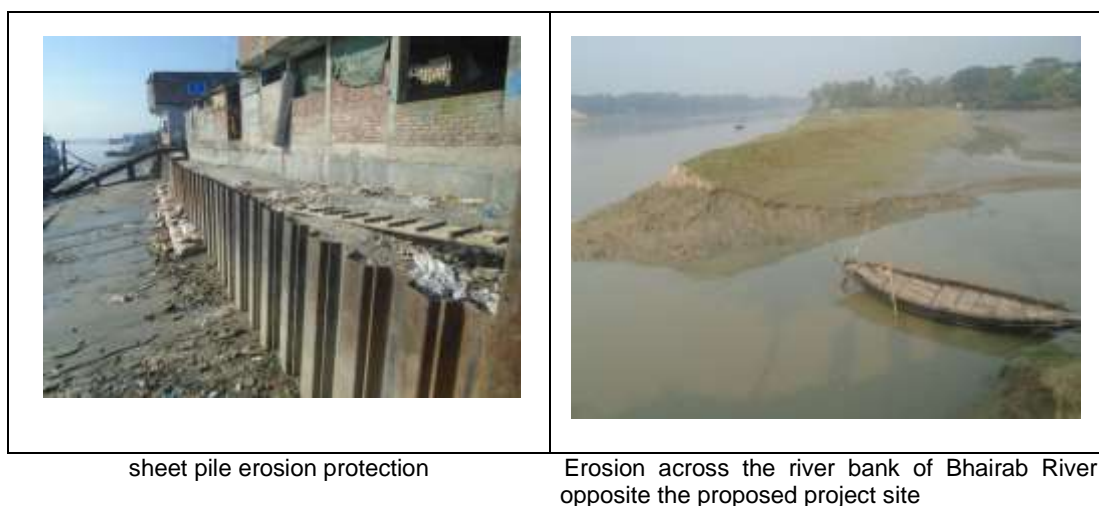 sheet pile erosion protection
Erosion across the river bank of Bhairab River
opposite the proposed project site